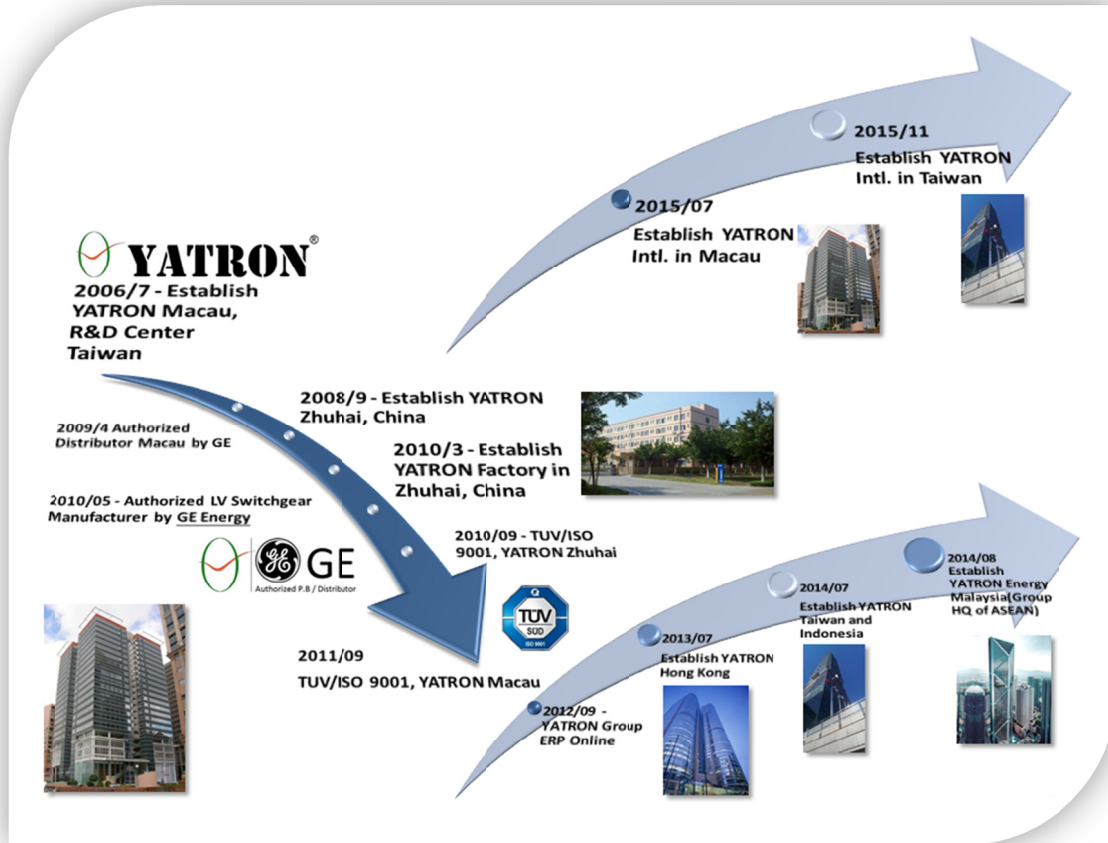 YATRON®
2006/7 - Establish
YATRON Macau,
R&D Center
Taiwan
2008/9 - Establish YATRON
Zhuhai, China
2009/4 Authorized
Distributor Macau by GE
2010/3 - Establish
YATRON Factory in
Zhuhai, China
2010/05 - Authorized LV Switchgear
Manufacturer by GE Energy
GE
Authorized P.B / Distributor
2010/09 - TUV/ISO
9001, YATRON Zhuhai
Q
TÜV
SÜD
ISO 9001
2011/09
TUV/ISO 9001, YATRON Macau
2012/09 -
YATRON Group
ERP Online
2013/07
Establish YATRON
Hong Kong
2014/07
Establish YATRON
Taiwan and
Indonesia
2014/08
Establish
YATRON Energy
Malaysia(Group
HQ of ASEAN)
2015/07
Establish YATRON
Intl. in Macau
2015/11
Establish YATRON
Intl. in Taiwan